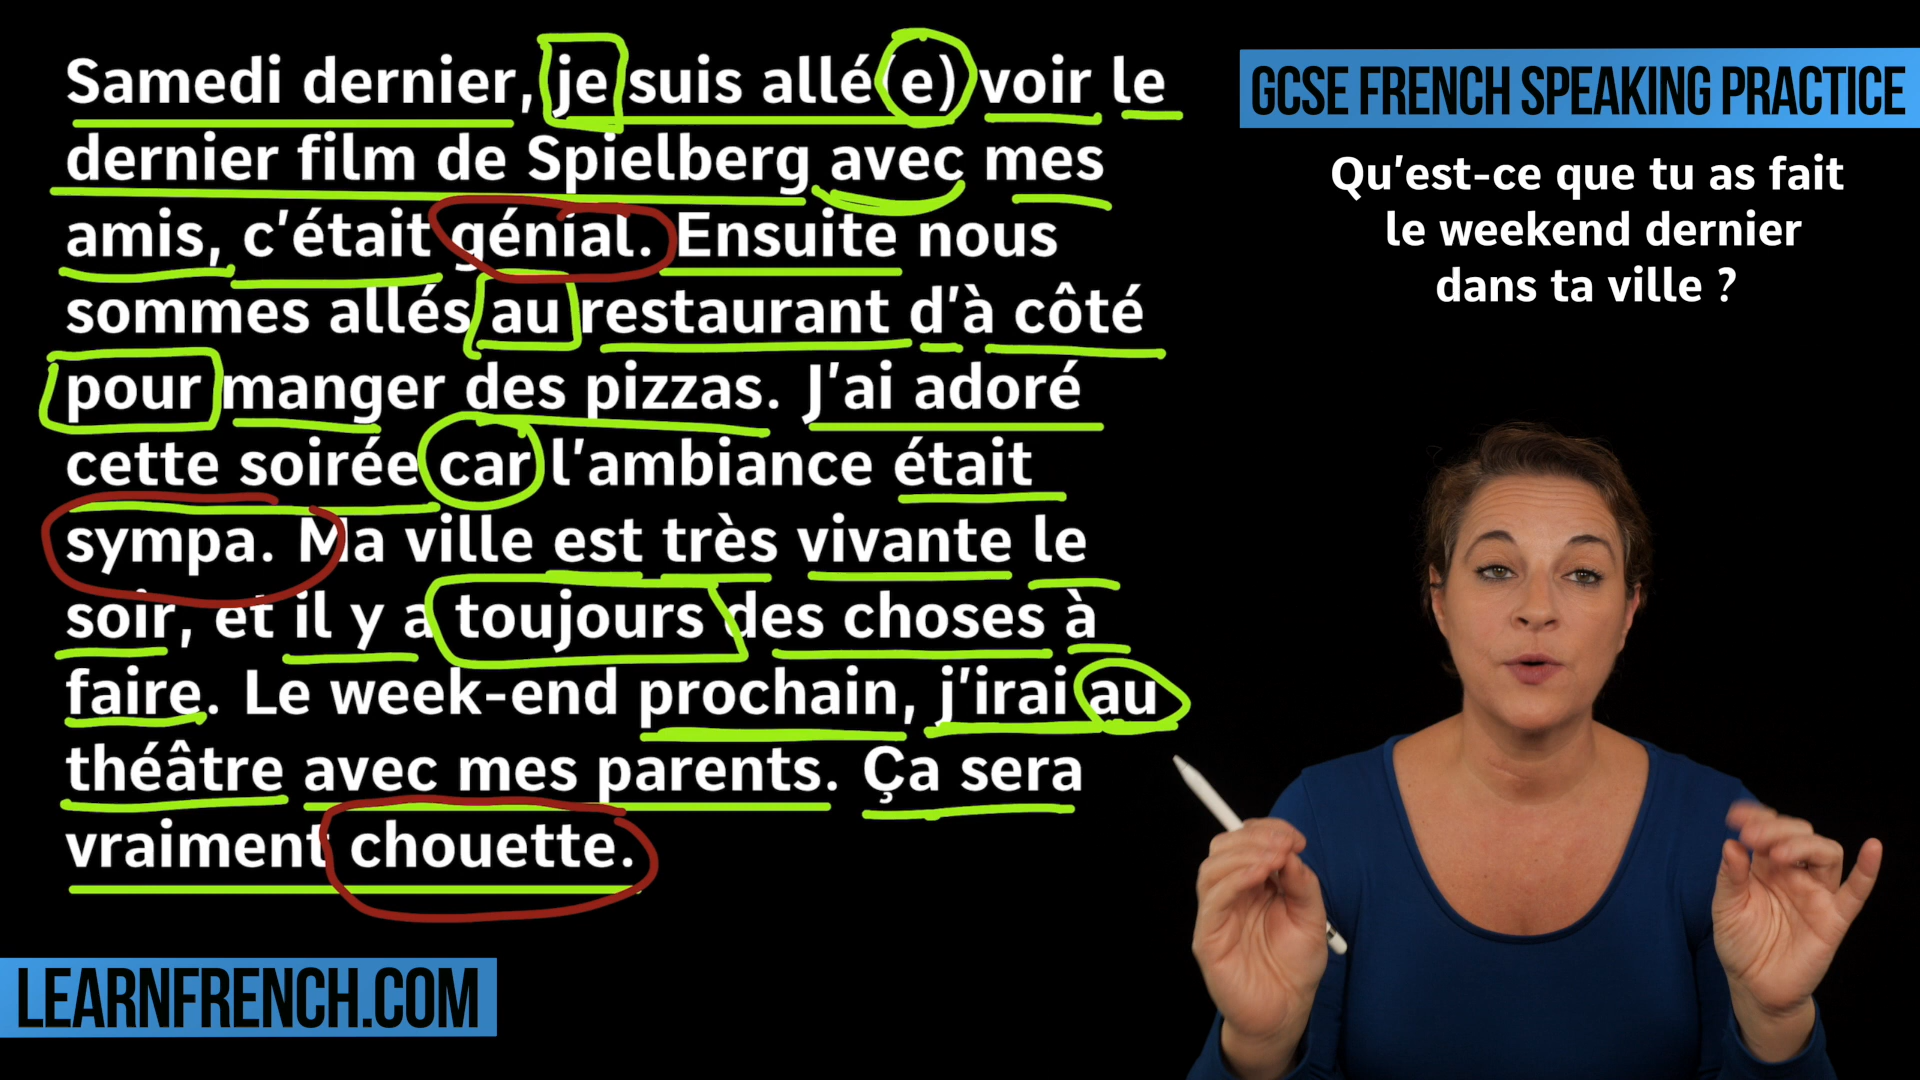 Samedi dernier, je suis allé(e) voir le
dernier film de Spielberg avec mes
amis, c'était génial. Ensuite nous
sommes allés au restaurant d'à côté
pour manger des pizzas. J'ai adoré
cette soirée car l'ambiance était
sympa. Ma ville est très vivante le
soir, et il y a toujours des choses à
faire. Le week-end prochain, j'irai au
théâtre avec mes parents. Ça sera
vraiment chouette.
GCSE FRENCH SPEAKING PRACTICE
Qu'est-ce que tu as fait
le weekend dernier
dans ta ville ?
LEARNFRENCH.COM